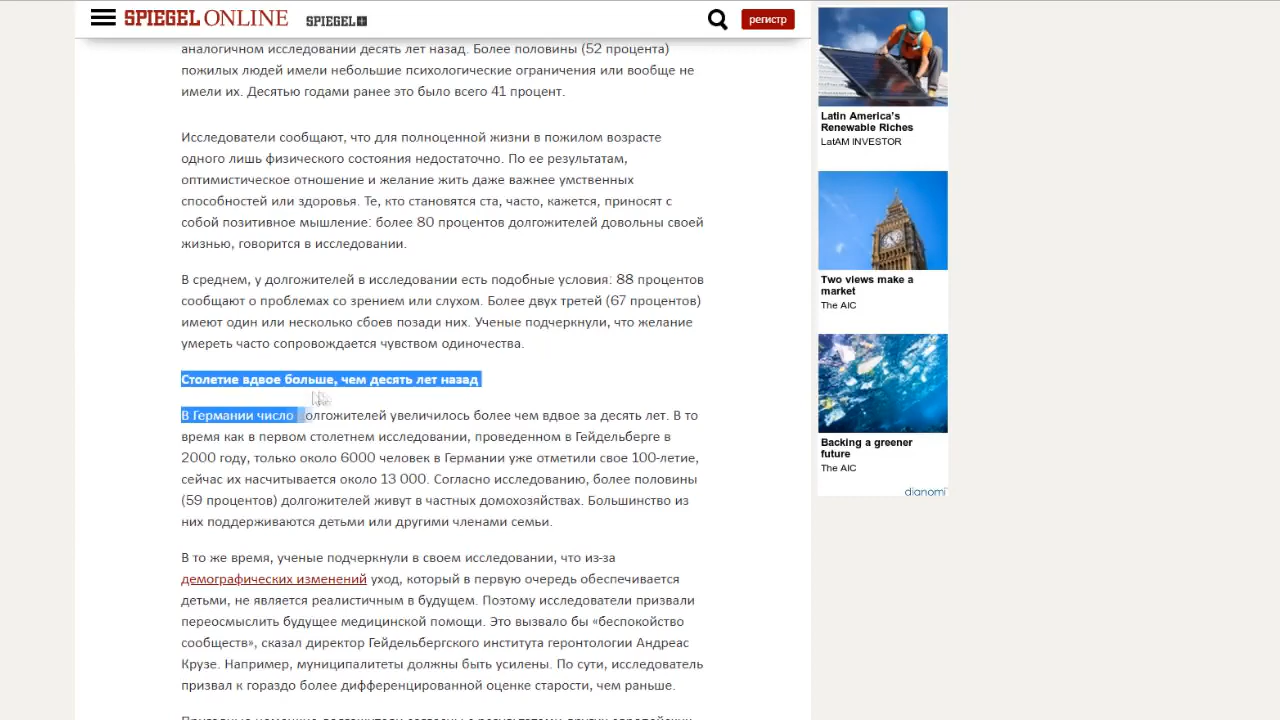 SPIEGEL ONLINE SPIEGEL+ регистр
аналогичном исследовании десять лет назад. Более половины (52 процента)
пожилых людей имели небольшие психологические ограничения или вообще не
имели их. Десятью годами ранее это было всего 41 процент.
Исследователи сообщают, что для полноценной жизни в пожилом возрасте
одного лишь физического состояния недостаточно. По ее результатам,
оптимистическое отношение и желание жить даже важнее умственных
способностей или здоровья. Те, кто становятся ста, часто, кажется, приносят с
собой позитивное мышление: более 80 процентов долгожителей довольны своей
жизнью, говорится в исследовании.
В среднем, у долгожителей в исследовании есть подобные условия: 88 процентов
сообщают о проблемах со зрением или слухом. Более двух третей (67 процентов)
имеют один или несколько сбоев позади них. Ученые подчеркнули, что желание
умереть часто сопровождается чувством одиночества.
Столетие вдвое больше, чем десять лет назад
В Германии число долгожителей увеличилось более чем вдвое за десять лет. В то
время как в первом столетнем исследовании, проведенном в Гейдельберге в
2000 году, только около 6000 человек в Германии уже отметили свое 100-летие,
сейчас их насчитывается около 13 000. Согласно исследованию, более половины
(59 процентов) долгожителей живут в частных домохозяйствах. Большинство из
них поддерживаются детьми или другими членами семьи.
В то же время, ученые подчеркнули в своем исследовании, что из-за
демографических изменений уход, который в первую очередь обеспечивается
детьми, не является реалистичным в будущем. Поэтому исследователи призвали
переосмыслить будущее медицинской помощи. Это вызвало бы «беспокойство
сообществ», сказал директор Гейдельбергского института геронтологии Андреас
Крузе. Например, муниципалитеты должны быть усилены. По сути, исследователь
призвал к гораздо более дифференцированной оценке старости, чем раньше.
Latin America's
Renewable Riches
LatAM INVESTOR
Two views make a
market
The AIC
Backing a greener
future
The AIC
dianomi